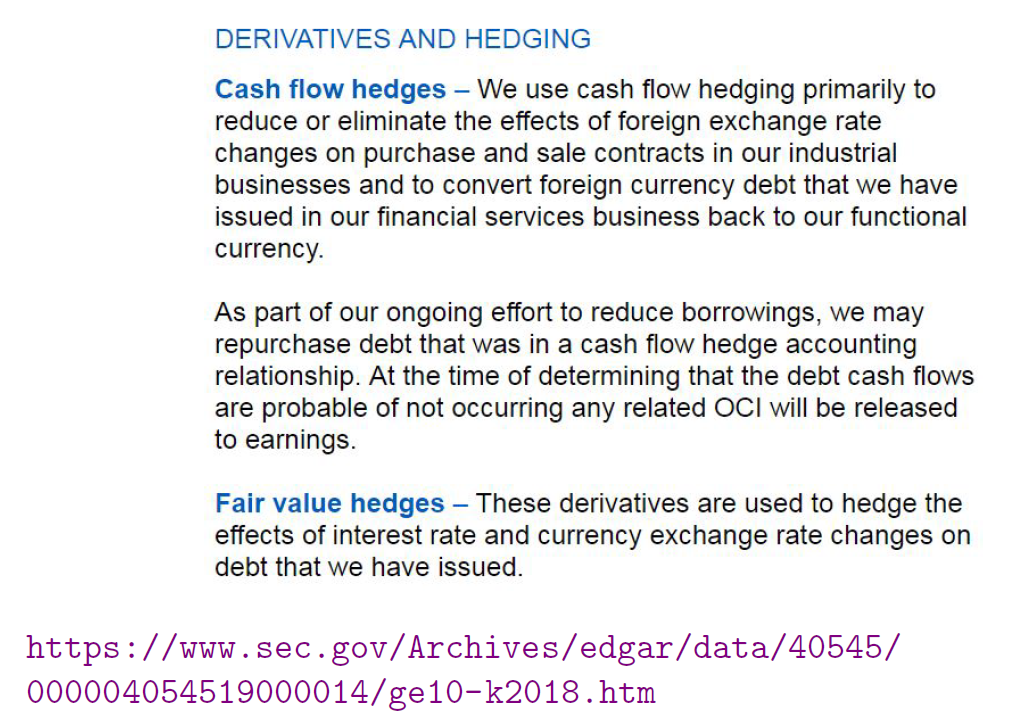 DERIVATIVES AND HEDGING
Cash flow hedges – We use cash flow hedging primarily to
reduce or eliminate the effects of foreign exchange rate
changes on purchase and sale contracts in our industrial
businesses and to convert foreign currency debt that we have
issued in our financial services business back to our functional
currency.
As part of our ongoing effort to reduce borrowings, we may
repurchase debt that was in a cash flow hedge accounting
relationship. At the time of determining that the debt cash flows
are probable of not occurring any related OCI will be released
to earnings.
Fair value hedges – These derivatives are used to hedge the
effects of interest rate and currency exchange rate changes on
debt that we have issued.
https://www.sec.gov/Archives/edgar/data/40545/
000004054519000014/ge10-k2018.htm